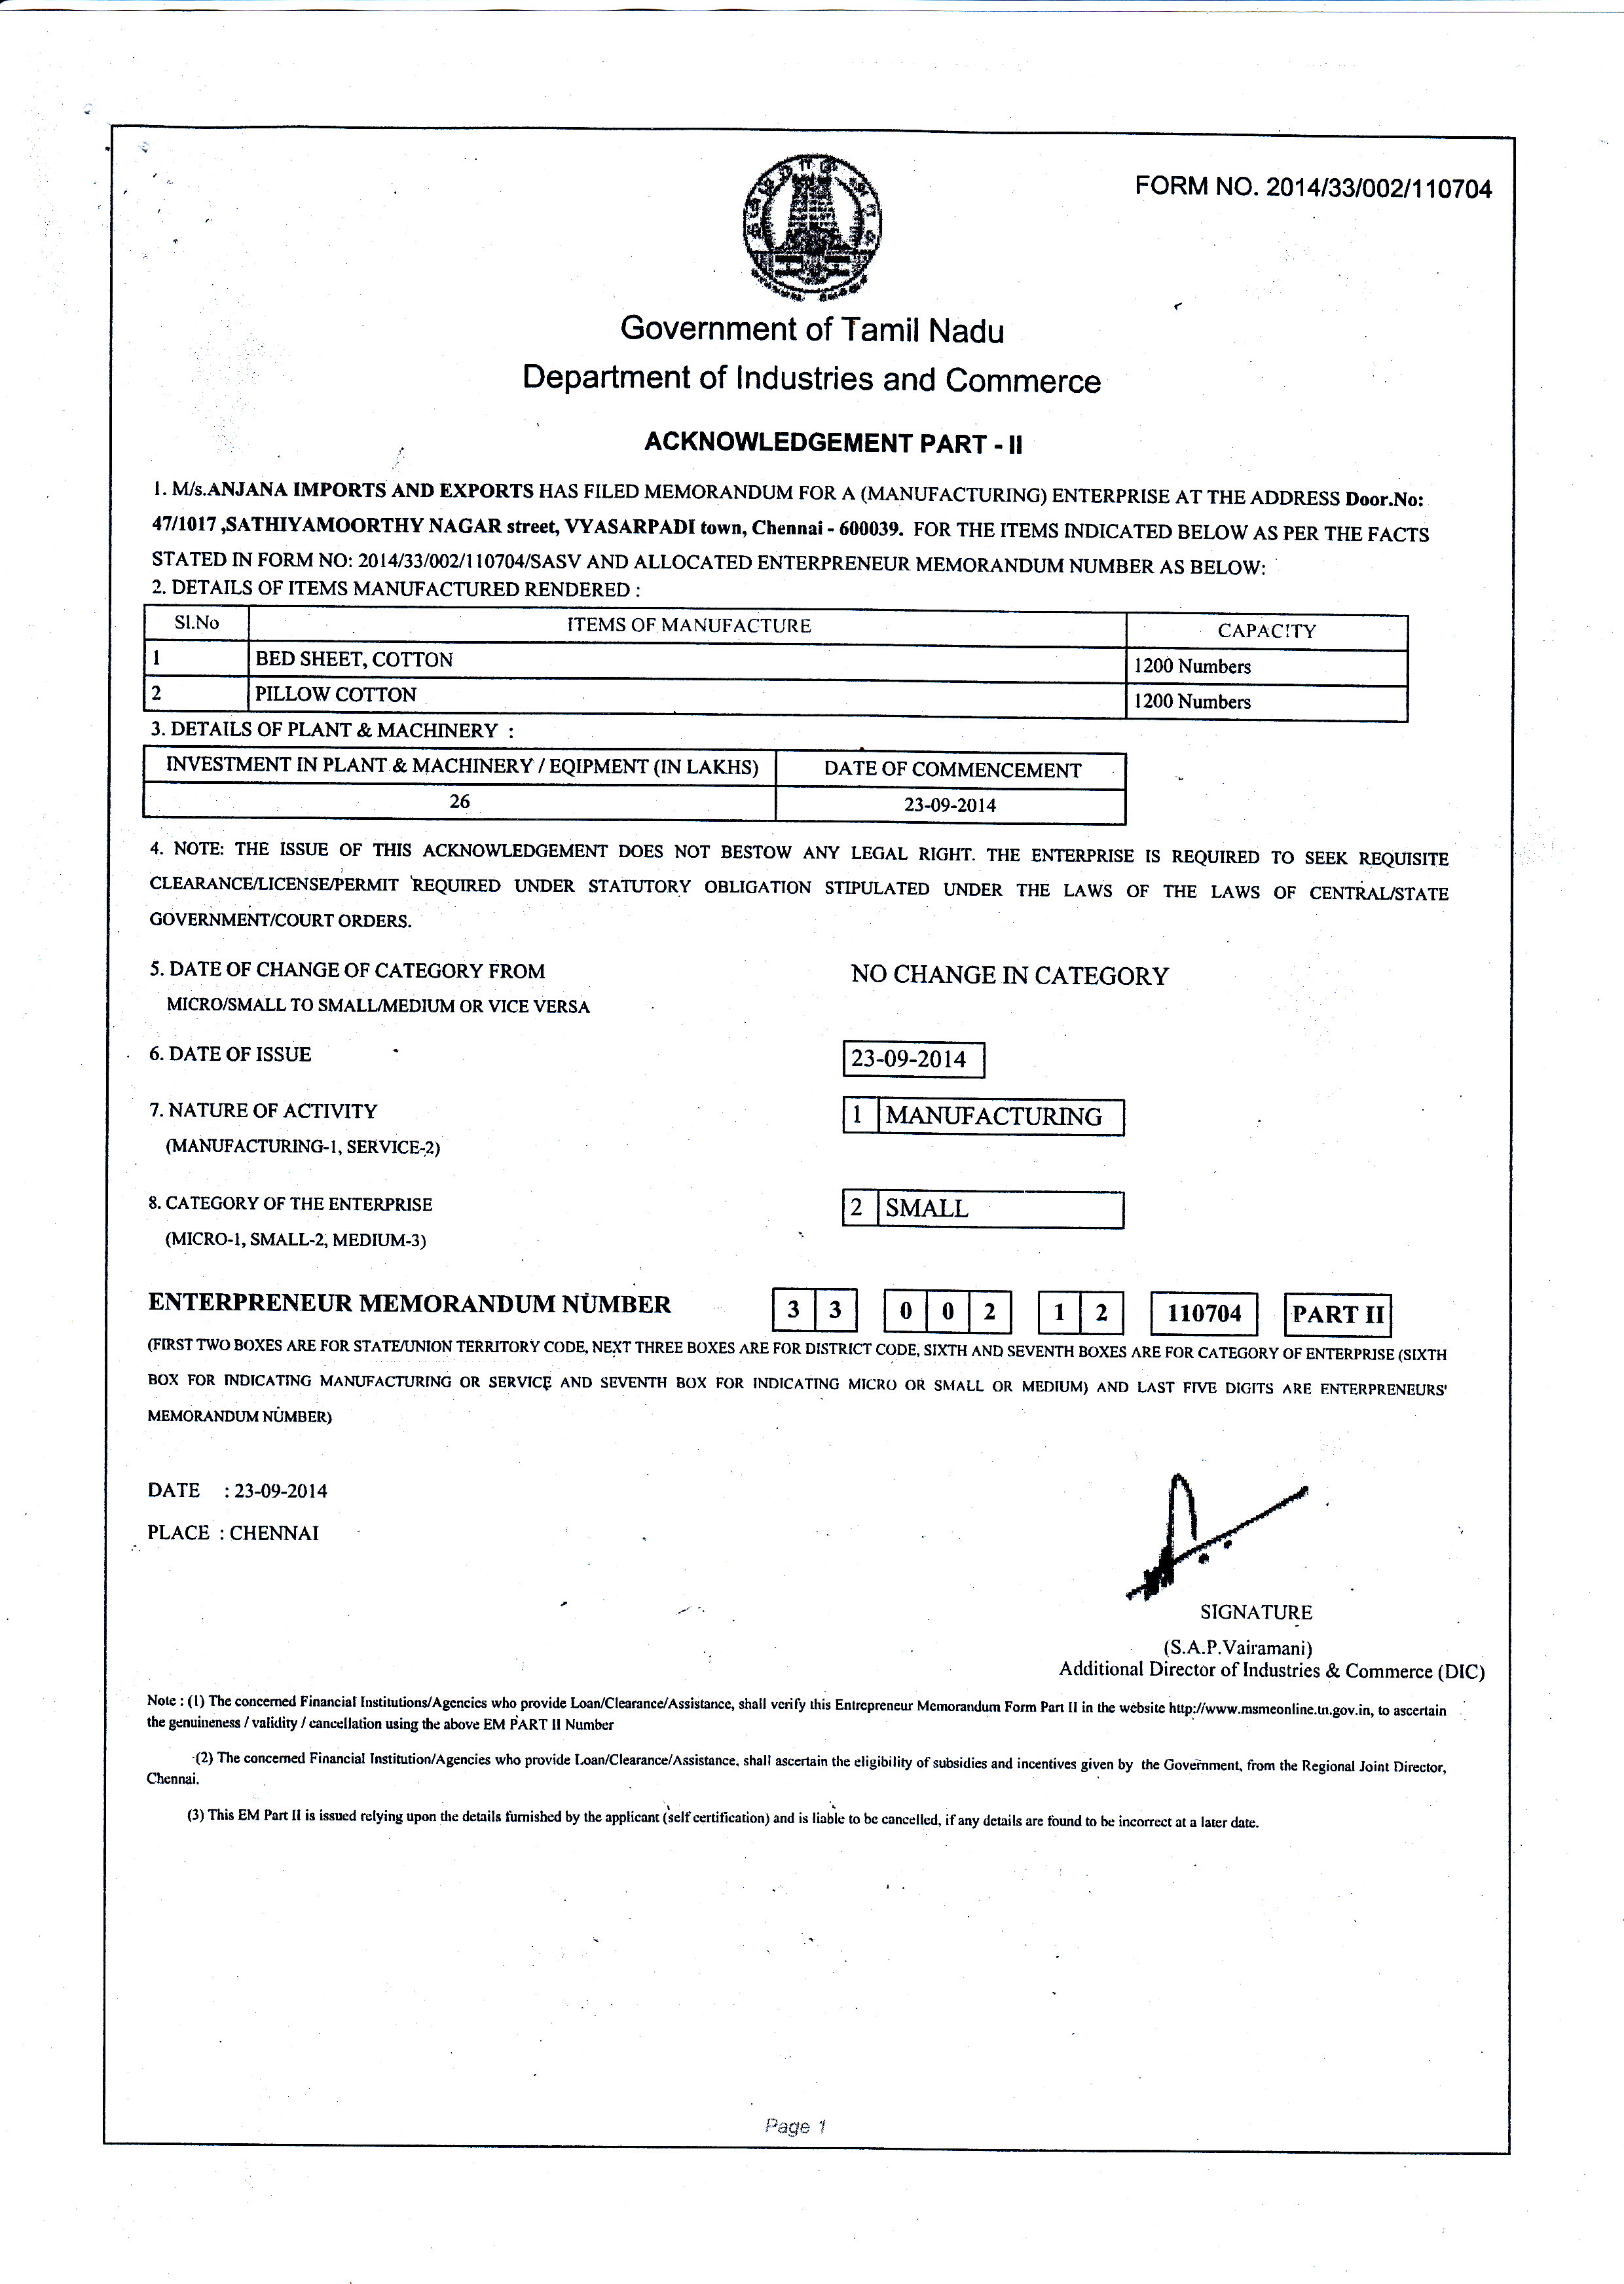 FORM NO. 2014/33/002/110704
Government of Tamil Nadu
Department of Industries and Commerce
ACKNOWLEDGEMENT PART - II
1. M/s.ANJANA IMPORTS AND EXPORTS HAS FILED MEMORANDUM FOR A (MANUFACTURING) ENTERPRISE AT THE ADDRESS Door.No:
47/1017 ,SATHIYAMOORTHY NAGAR street, VYASARPADI town, Chennai - 600039. FOR THE ITEMS INDICATED BELOW AS PER THE FACTS
STATED IN FORM NO: 2014/33/002/110704/SASV AND ALLOCATED ENTERPRENEUR MEMORANDUM NUMBER AS BELOW:
2. DETAILS OF ITEMS MANUFACTURED RENDERED :
Sl.No ITEMS OF MANUFACTURE CAPACITY
1 BED SHEET, COTTON 1200 Numbers
2 PILLOW COTTON 1200 Numbers
3. DETAILS OF PLANT & MACHINERY :
INVESTMENT IN PLANT & MACHINERY / EQIPMENT (IN LAKHS) DATE OF COMMENCEMENT
26 23-09-2014
4. NOTE: THE ISSUE OF THIS ACKNOWLEDGEMENT DOES NOT BESTOW ANY LEGAL RIGHT. THE ENTERPRISE IS REQUIRED TO SEEK REQUISITE
CLEARANCE/LICENSE/PERMIT REQUIRED UNDER STATUTORY OBLIGATION STIPULATED UNDER THE LAWS OF THE LAWS OF CENTRAL/STATE
GOVERNMENT/COURT ORDERS.
5. DATE OF CHANGE OF CATEGORY FROM NO CHANGE IN CATEGORY
MICRO/SMALL TO SMALL/MEDIUM OR VICE VERSA
6. DATE OF ISSUE 23-09-2014
7. NATURE OF ACTIVITY 1 MANUFACTURING
(MANUFACTURING-1, SERVICE-2)
8. CATEGORY OF THE ENTERPRISE 2 SMALL
(MICRO-1, SMALL-2, MEDIUM-3)
ENTERPRENEUR MEMORANDUM NUMBER 3 3 0 0 2 1 2 110704 PART II
(FIRST TWO BOXES ARE FOR STATE/UNION TERRITORY CODE, NEXT THREE BOXES ARE FOR DISTRICT CODE, SIXTH AND SEVENTH BOXES ARE FOR CATEGORY OF ENTERPRISE (SIXTH
BOX FOR INDICATING MANUFACTURING OR SERVICE AND SEVENTH BOX FOR INDICATING MICRO OR SMALL OR MEDIUM) AND LAST FIVE DIGITS ARE ENTERPRENEURS'
MEMORANDUM NUMBER)
DATE : 23-09-2014
PLACE : CHENNAI
SIGNATURE
(S.A.P.Vairamani)
Additional Director of Industries & Commerce (DIC)
Note : (1) The concerned Financial Institutions/Agencies who provide Loan/Clearance/Assistance, shall verify this Entrepreneur Memorandum Form Part II in the website http://www.msmeonline.tn.gov.in, to ascertain
the genuineness / validity / cancellation using the above EM PART II Number
(2) The concerned Financial Institution/Agencies who provide Loan/Clearance/Assistance. shall ascertain the eligibility of subsidies and incentives given by the Government, from the Regional Joint Director,
Chennai.
(3) This EM Part II is issued relying upon the details furnished by the applicant (self certification) and is liable to be cancelled, if any details are found to be incorrect at a later date.
Page 1